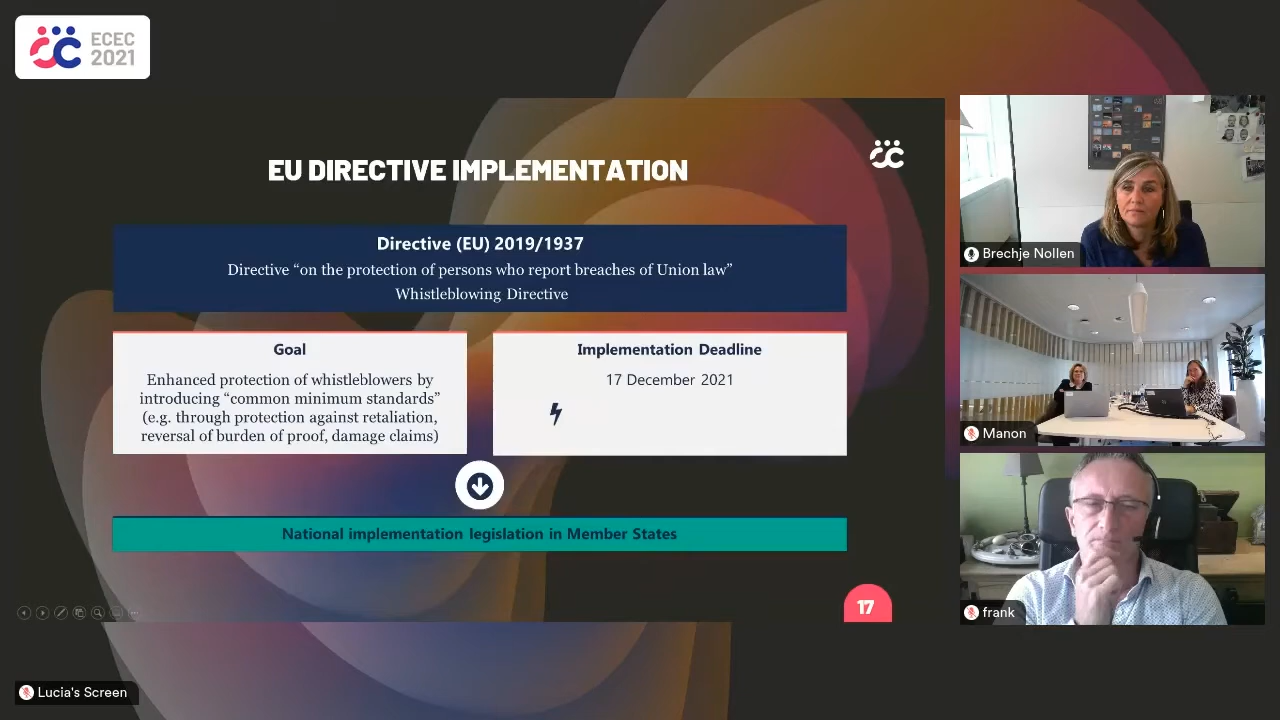 ECEC
2021
EU DIRECTIVE IMPLEMENTATION
Directive (EU) 2019/1937
Directive “on the protection of persons who report breaches of Union law”
Whistleblowing Directive
Goal
Enhanced protection of whistleblowers by
introducing “common minimum standards”
(e.g. through protection against retaliation,
reversal of burden of proof, damage claims)
Implementation Deadline
17 December 2021
National implementation legislation in Member States
17
Brechje Nollen
Manon
frank
Lucia's Screen